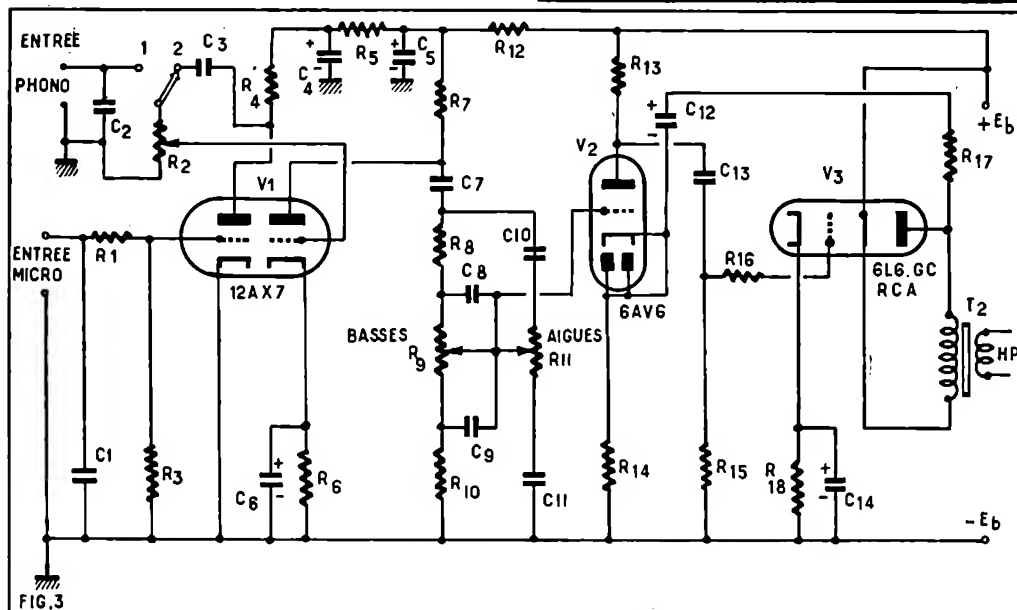 ENTREE
1
2
C3
PHONO
C2
R2
R4
+
-
C4
R5
+
-
C5
R12
R7
R13
+
-
C12
+Eb
R17
V1
C7
V2
C13
V3
R1
ENTREE
MICRO
12AX7
R8
C8
C10
6AV6
R16
6L6.GC
RCA
T2
HP
BASSES
R9
AIGUES
R11
C9
C1
R3
C6
+
-
R6
R10
C11
R14
R15
R18
+
-
C14
-Eb
FIG.3